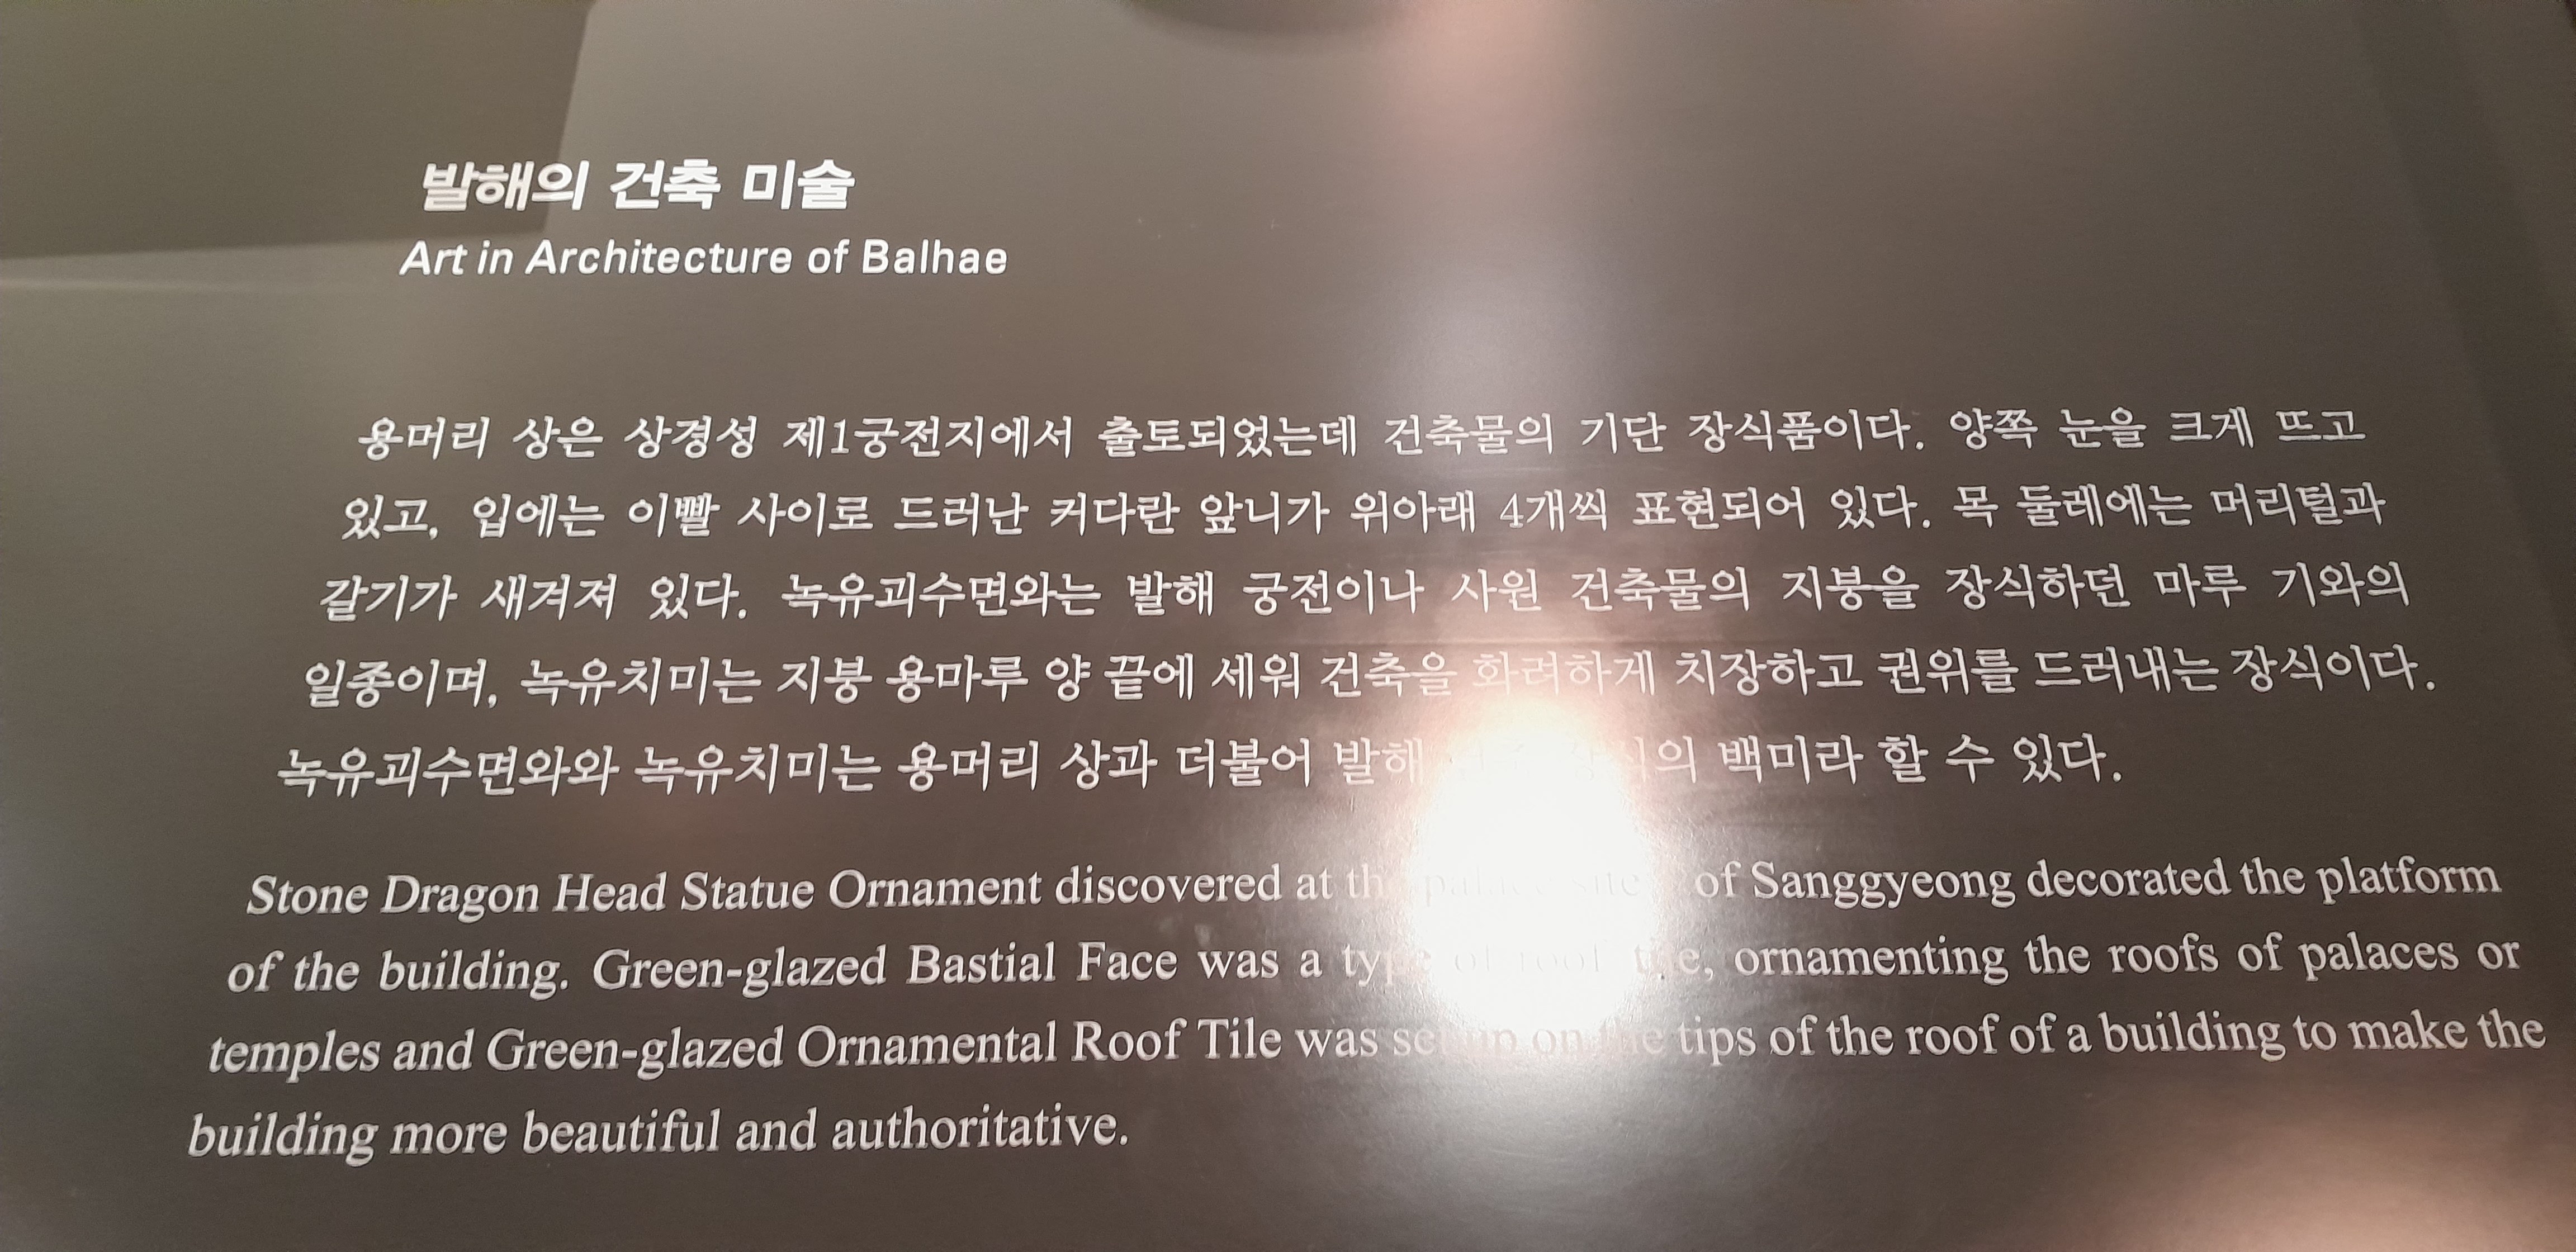 발해의 건축 미술
Art in Architecture of Balhae
용머리 상은 상경성 제1궁전지에서 출토되었는데 건축물의 기단 장식품이다. 양쪽 눈을 크게 뜨고
있고, 입에는 이빨 사이로 드러난 커다란 앞니가 위아래 4개씩 표현되어 있다. 목 둘레에는 머리털과
갈기가 새겨져 있다. 녹유괴수면와는 발해 궁전이나 사원 건축물의 지붕을 장식하던 마루 기와의
일종이며, 녹유치미는 지붕 용마루 양 끝에 세워 건축을 화려하게 치장하고 권위를 드러내는 장식이다.
녹유괴수면와와 녹유치미는 용머리 상과 더불어 발해 백미라 할 수 있다.
Stone Dragon Head Statue Ornament discovered at palace of Sanggyeong decorated the platform
of the building. Green-glazed Bastial Face was a type of roof tile, ornamenting the roofs of palaces or
temples and Green-glazed Ornamental Roof Tile was set up on the tips of the roof of a building to make the
building more beautiful and authoritative.